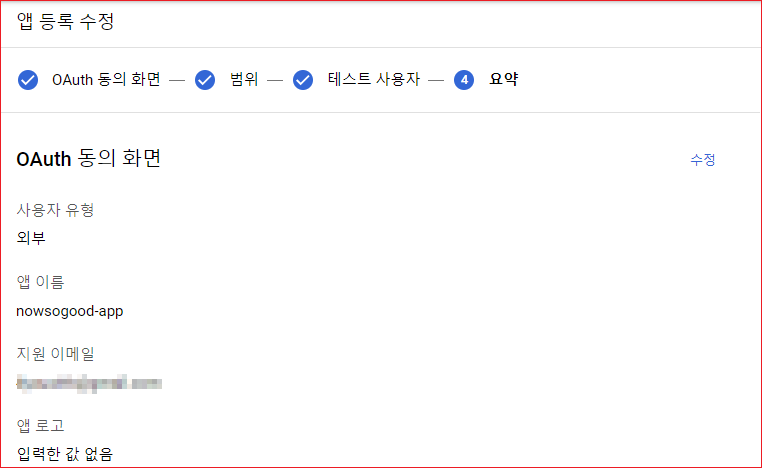 앱 등록 수정
OAuth 동의 화면 — 범위 — 테스트 사용자 — 4 요약
OAuth 동의 화면 수정
사용자 유형
외부
앱 이름
nowsogood-app
지원 이메일
앱 로고
입력한 값 없음